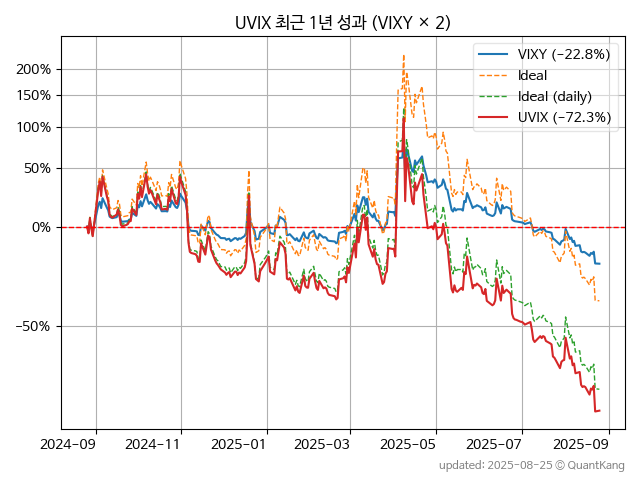 UVIX 최근 1년 성과 (VIXY × 2)
VIXY (−22.8%)
Ideal
Ideal (daily)
UVIX (−72.3%)
200%
150%
100%
50%
0%
−50%
2024−09
2024−11
2025−01
2025−03
2025−05
2025−07
2025−09
updated: 2025−08−25 © QuantKang